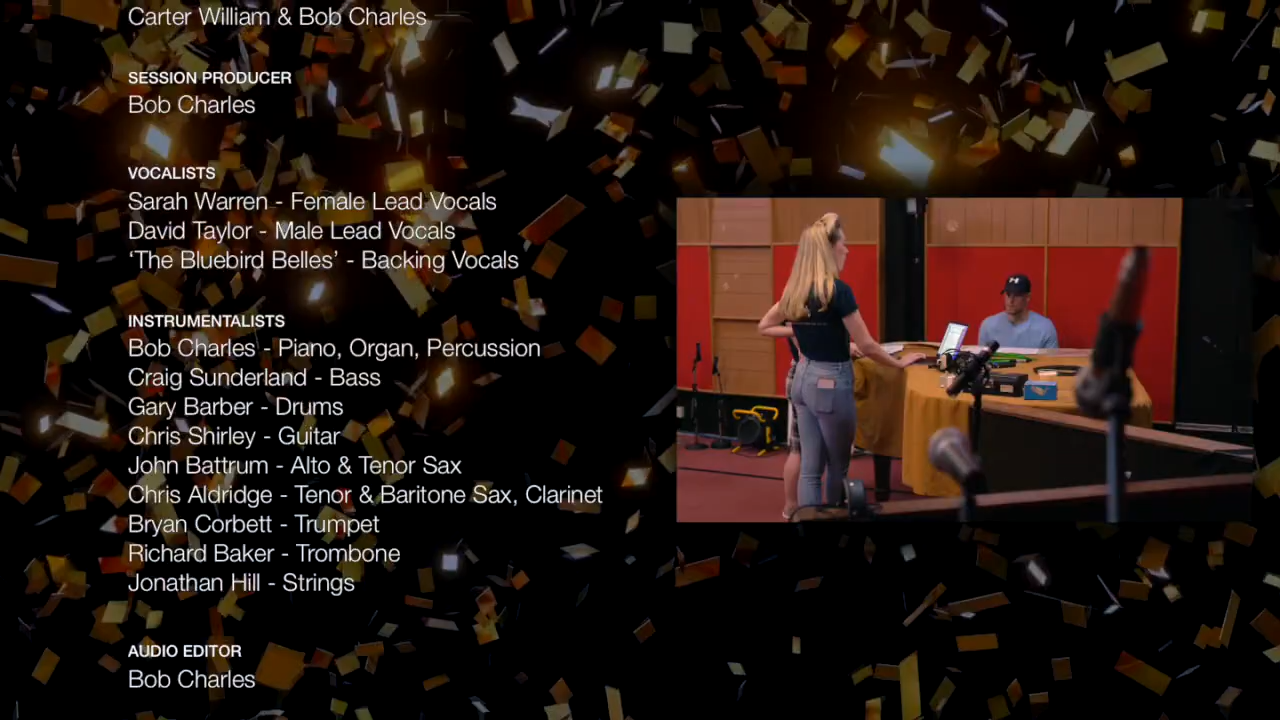 Carter William & Bob Charles
SESSION PRODUCER
Bob Charles
VOCALISTS
Sarah Warren - Female Lead Vocals
David Taylor - Male Lead Vocals
‘The Bluebird Belles’ - Backing Vocals
INSTRUMENTALISTS
Bob Charles - Piano, Organ, Percussion
Craig Sunderland - Bass
Gary Barber - Drums
Chris Shirley - Guitar
John Battrum - Alto & Tenor Sax
Chris Aldridge - Tenor & Baritone Sax, Clarinet
Bryan Corbett - Trumpet
Richard Baker - Trombone
Jonathan Hill - Strings
AUDIO EDITOR
Bob Charles